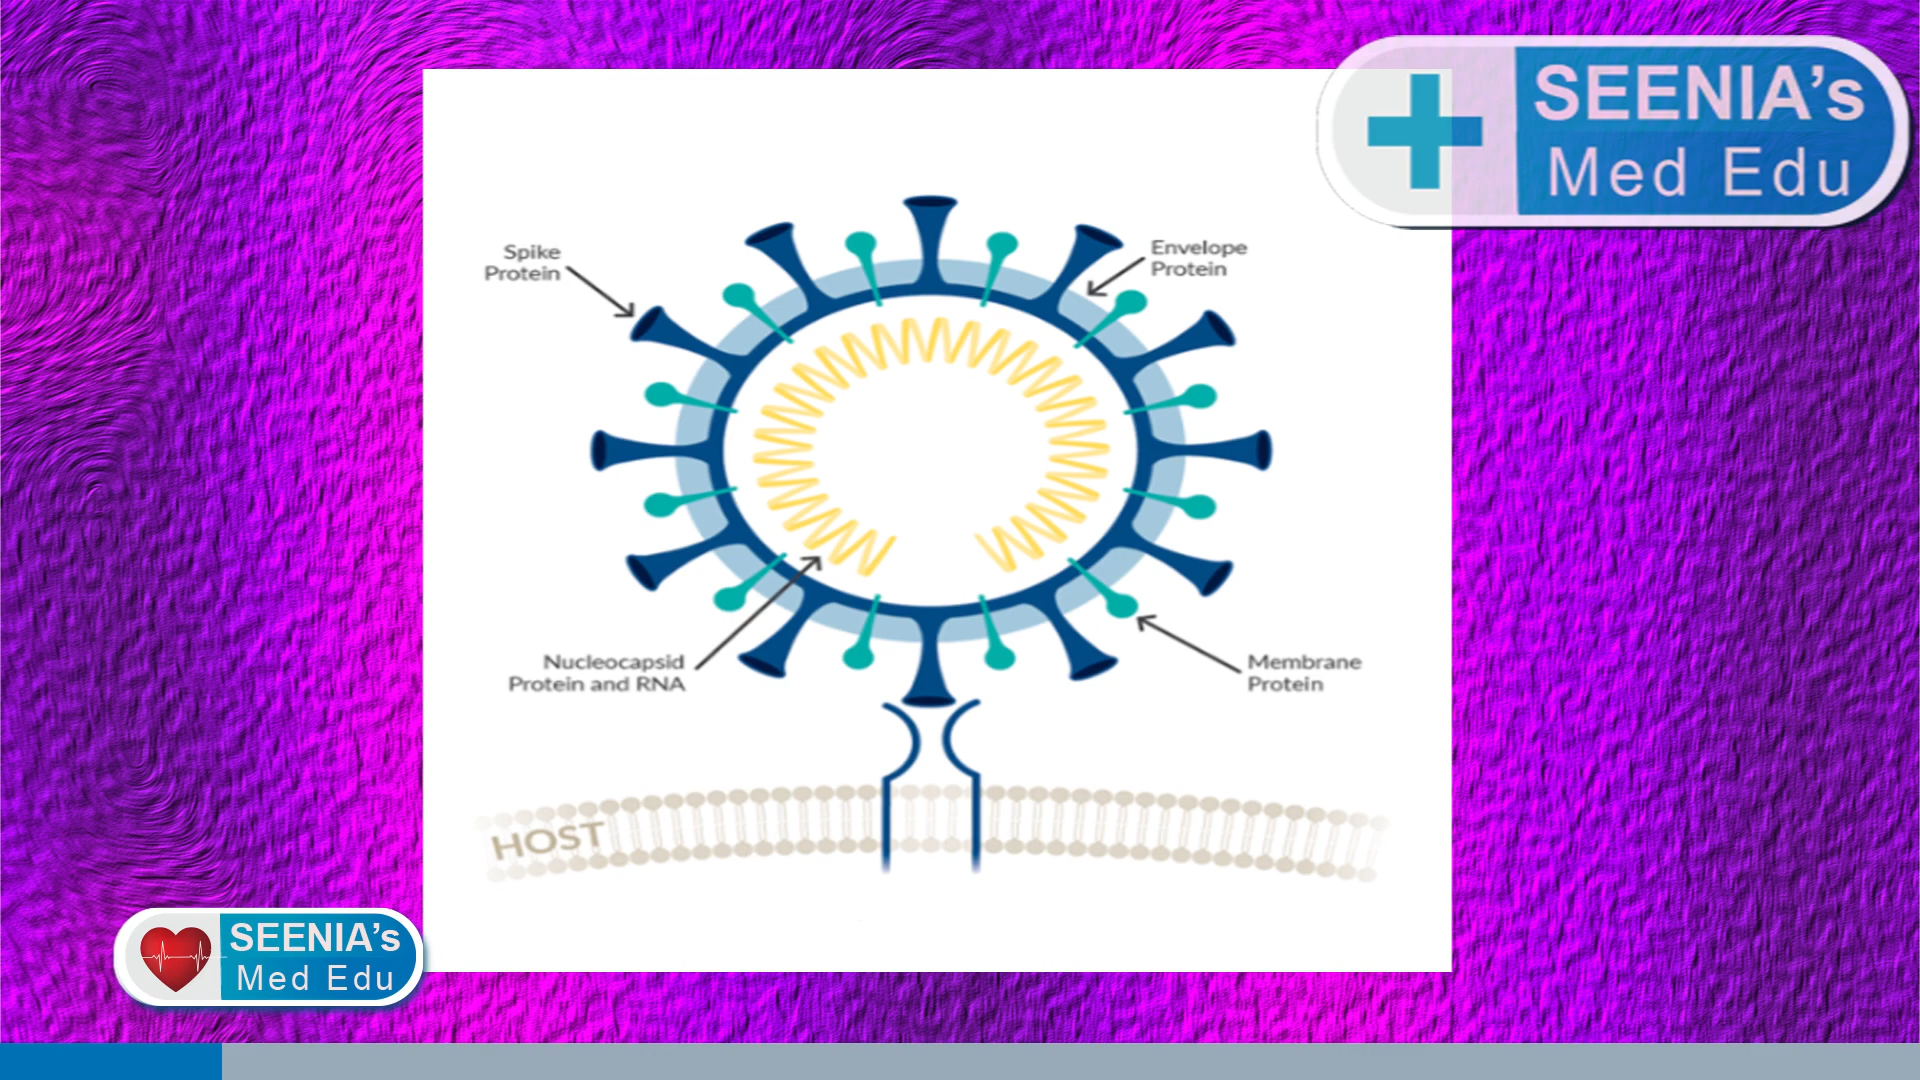 SEENIA's
Med Edu
Spike
Protein
Envelope
Protein
Nucleocapsid
Protein and RNA
Membrane
Protein
HOST
SEENIA's
Med Edu